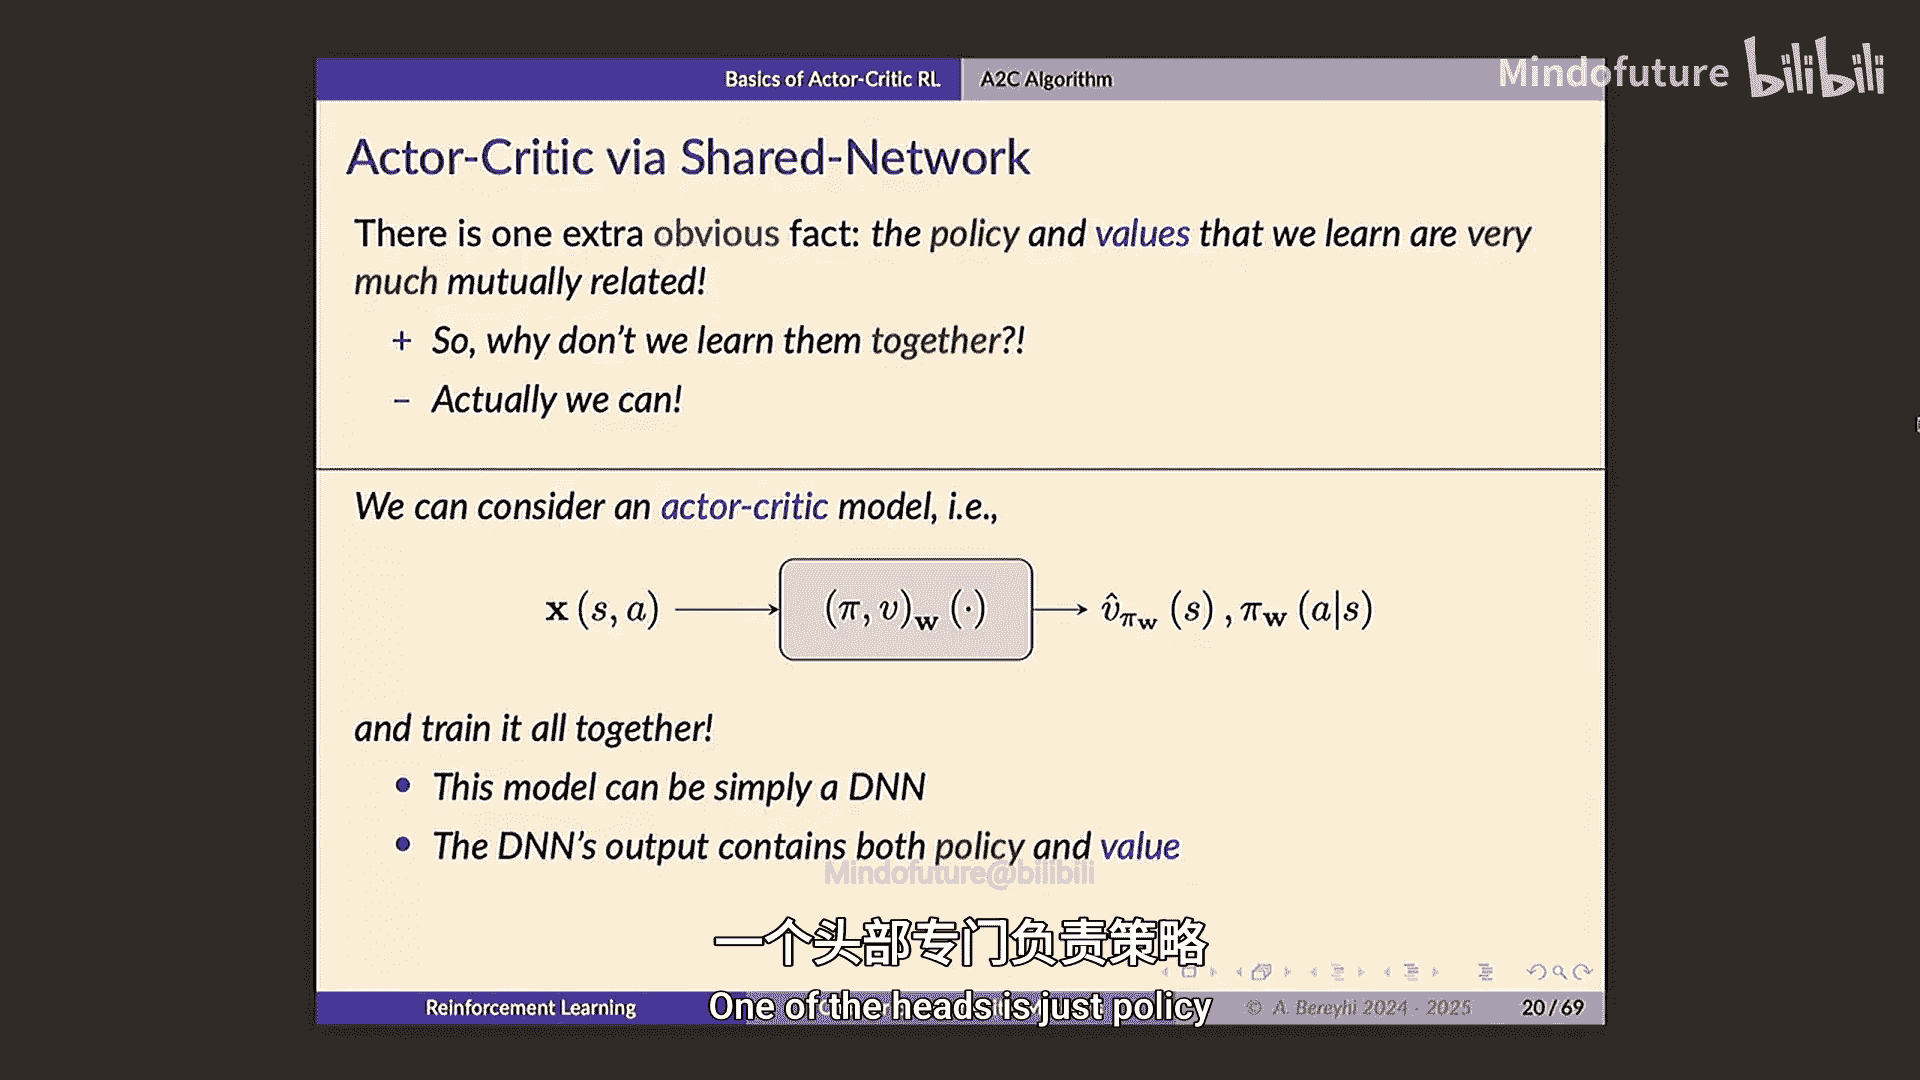 Basics of Actor-Critic RL
A2C Algorithm
Mindofuture bilibili
Actor-Critic via Shared-Network
There is one extra obvious fact: the policy and values that we learn are very
much mutually related!
+ So, why don't we learn them together?!
– Actually we can!
We can consider an actor-critic model, i.e.,
x (s, a) → (π, v)w (·) → v̂πw (s) , πw (a|s)
and train it all together!
• This model can be simply a DNN
• The DNN's output contains both policy and value
Mindofuture@bilibili
一个头部专门负责策略
One of the heads is just policy
Reinforcement Learning
© A. Bereyhi 2024 - 2025
20 / 69